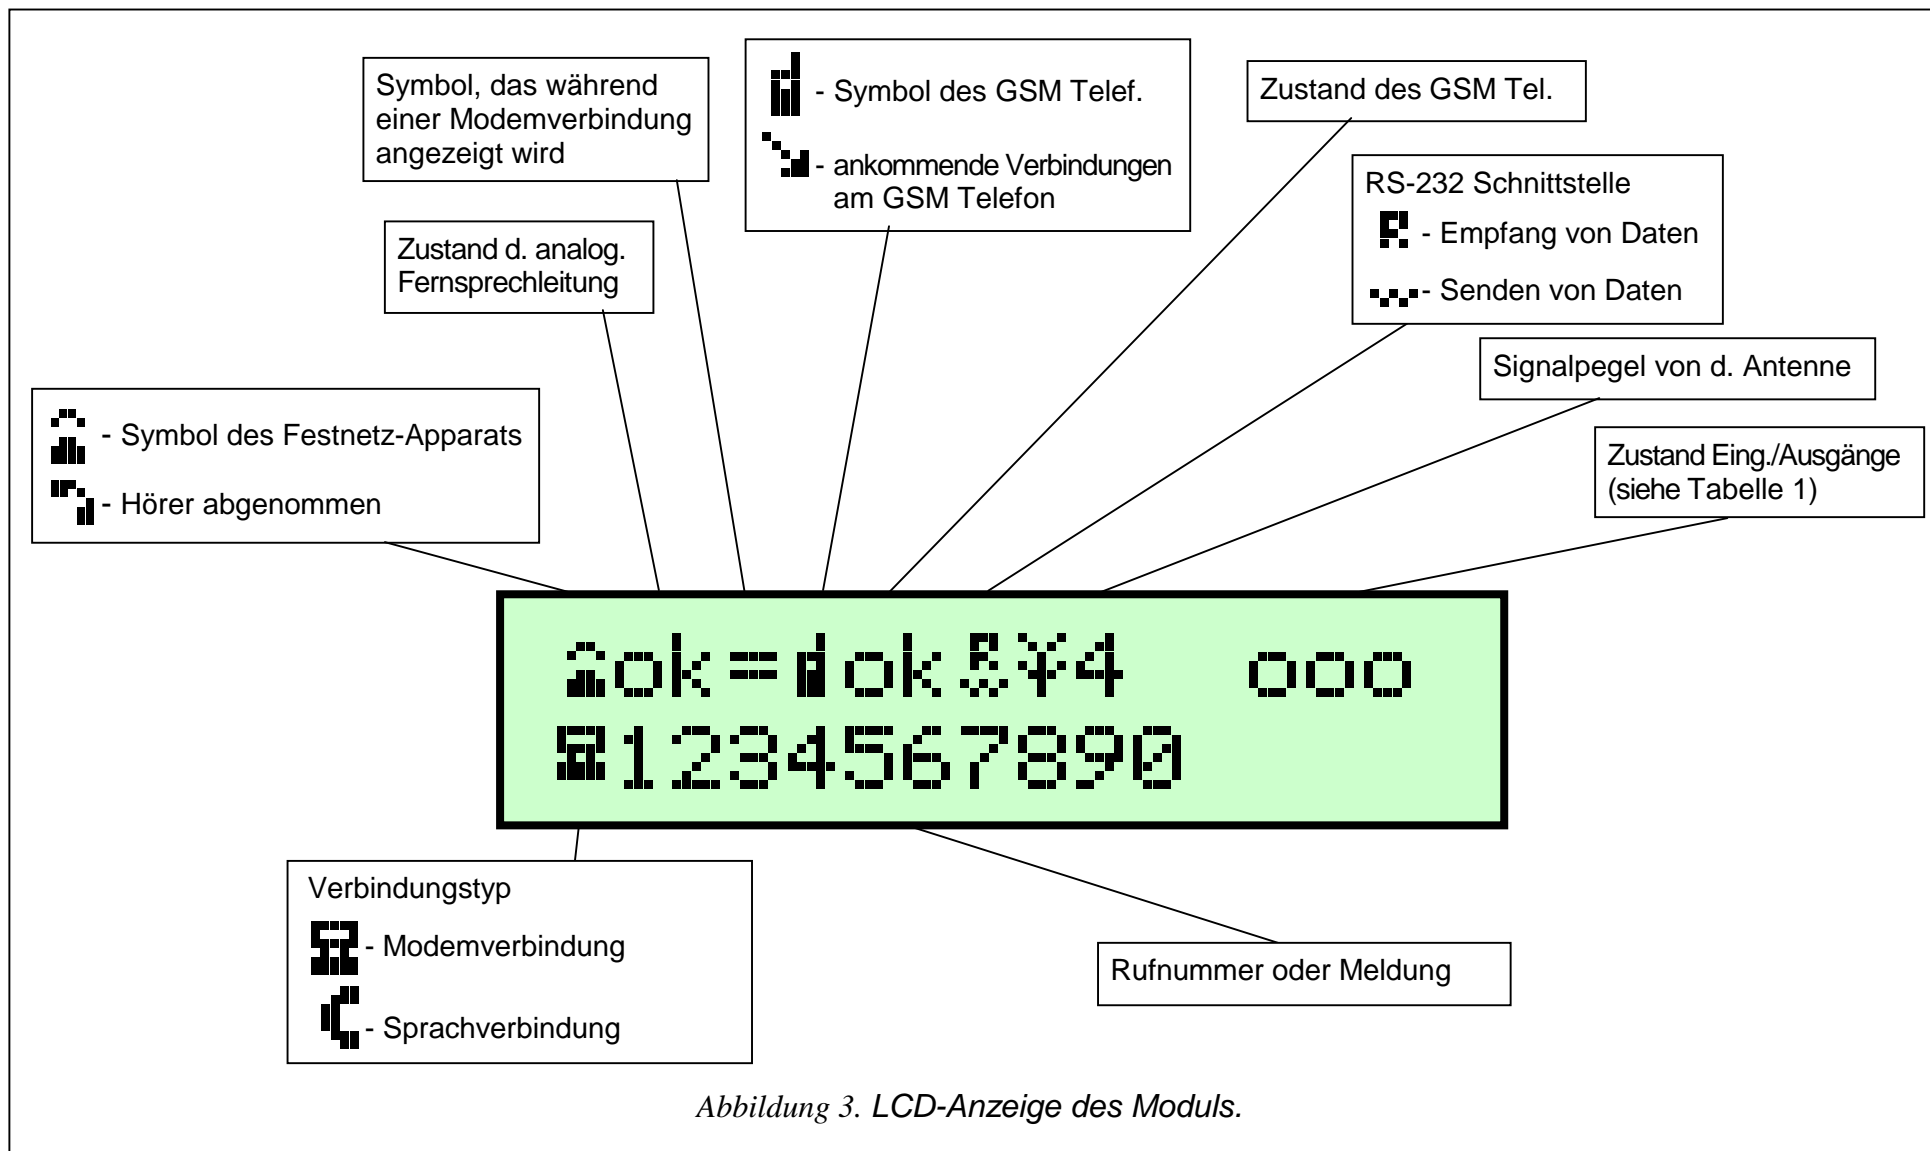 Symbol, das während
einer Modemverbindung
angezeigt wird
- Symbol des GSM Telef.
- ankommende Verbindungen
am GSM Telefon
Zustand des GSM Tel.
RS-232 Schnittstelle
- Empfang von Daten
- Senden von Daten
Zustand d. analog.
Fernsprechleitung
Signalpegel von d. Antenne
- Symbol des Festnetz-Apparats
- Hörer abgenommen
Zustand Eing./Ausgänge
(siehe Tabelle 1)
ok=ok R¥4 ooo
1234567890
Verbindungstyp
- Modemverbindung
- Sprachverbindung
Rufnummer oder Meldung
Abbildung 3. LCD-Anzeige des Moduls.